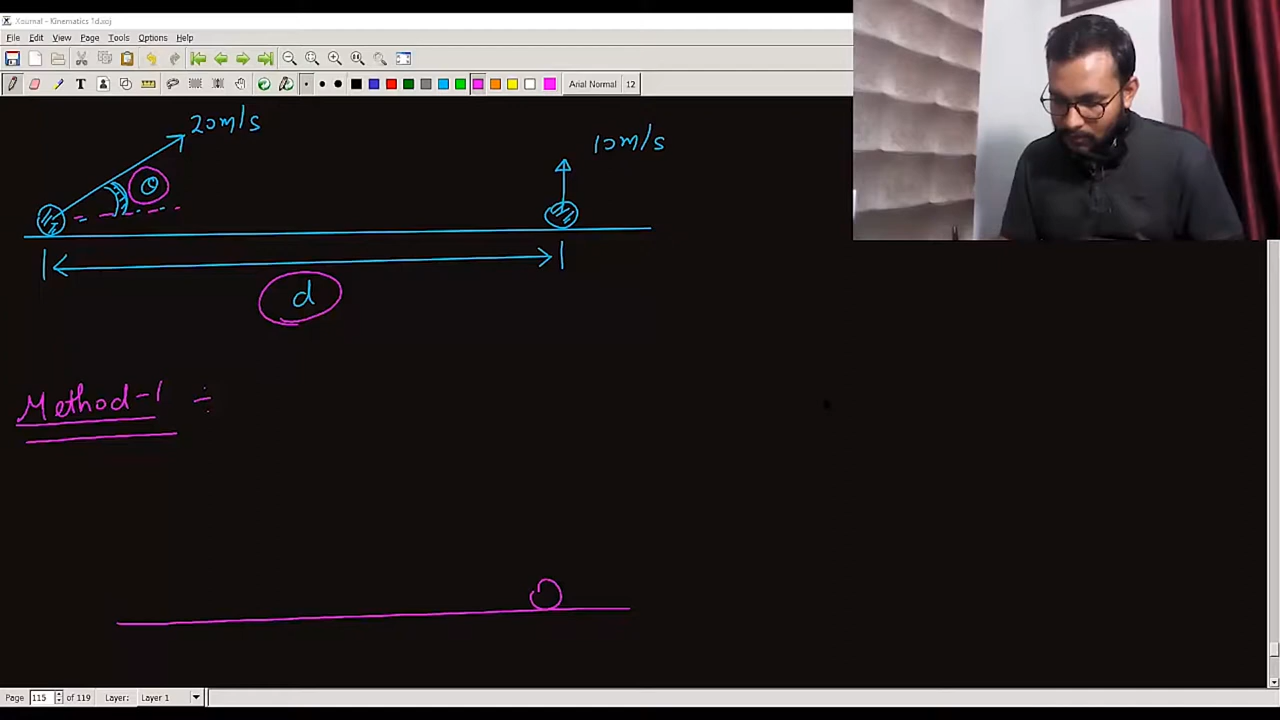 Xournal - Kinematics 1d.xoj
File Edit View Page Tools Options Help
T Arial Normal 12
20m/s
10m/s
θ
d
Method-1 ÷
Page 115 of 119 Layer: Layer 1